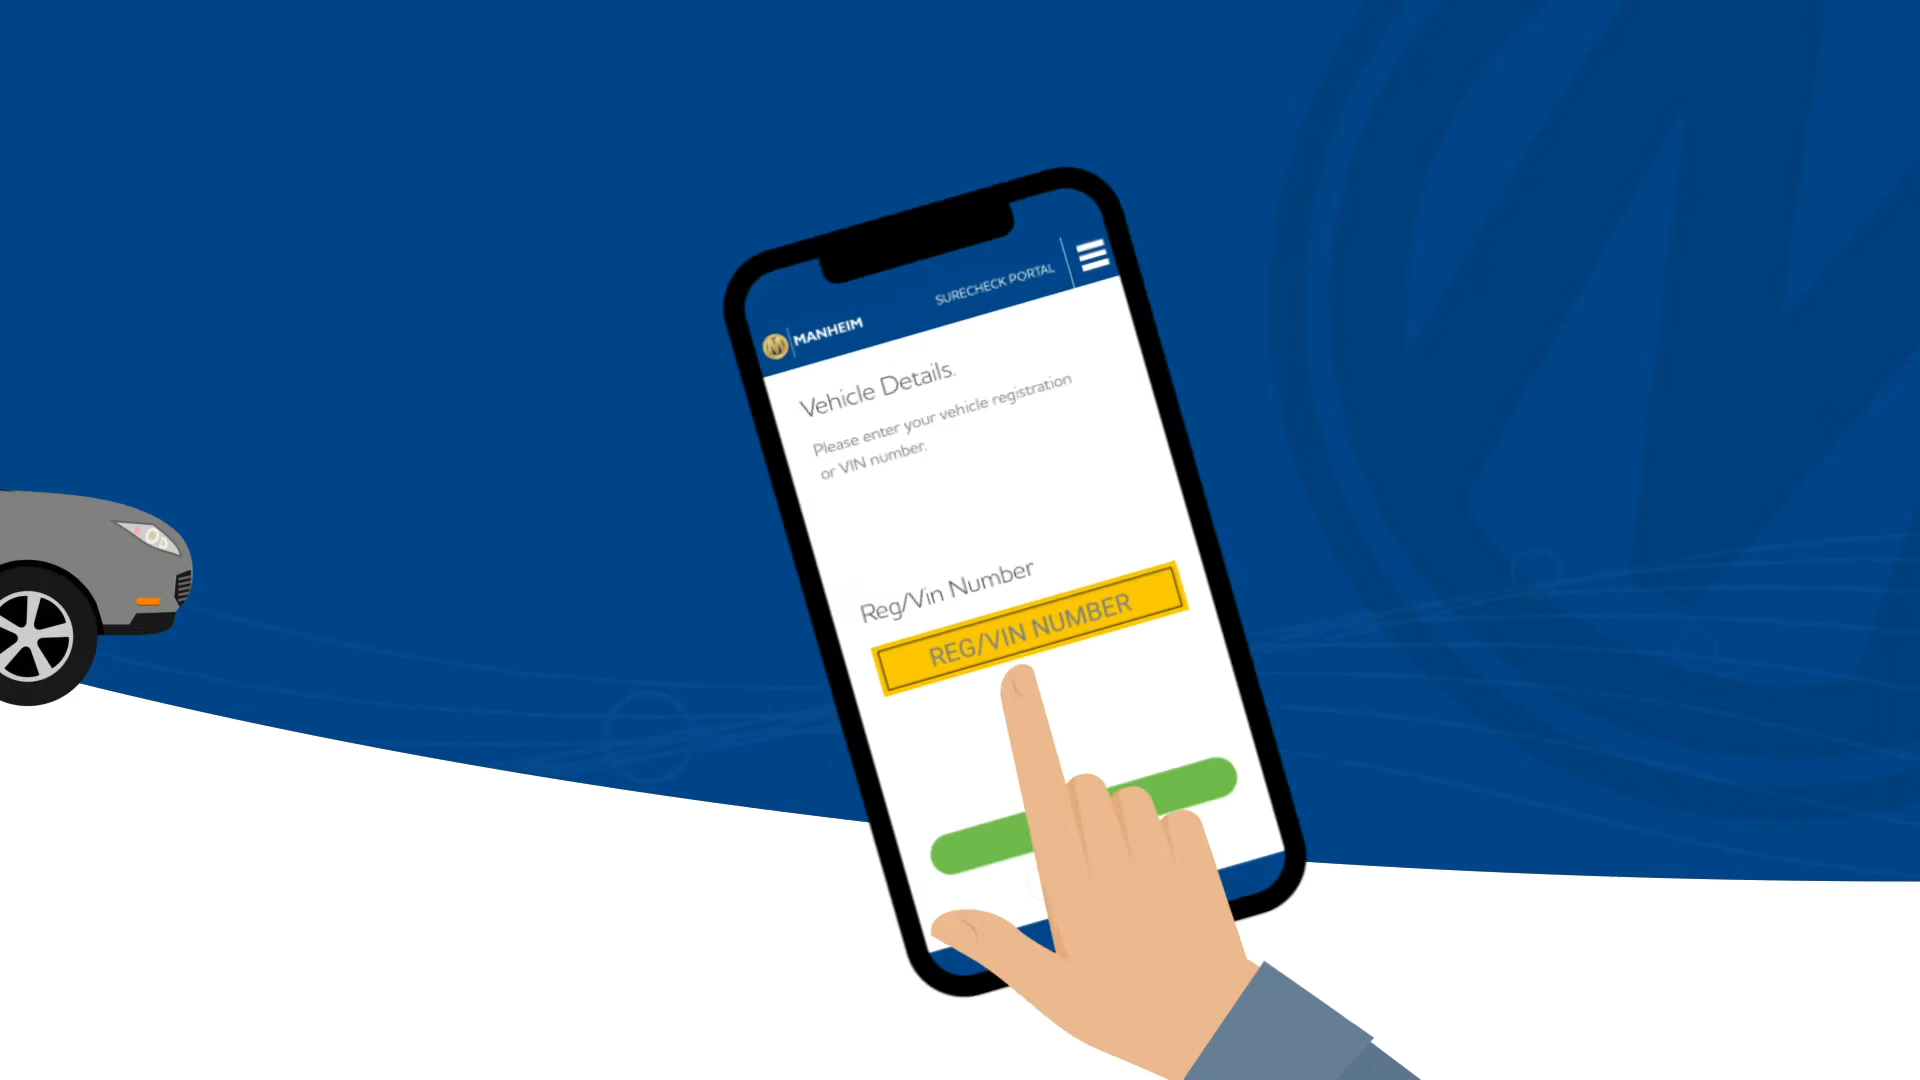 MANHEIM
SURECHECK PORTAL
Vehicle Details.
Please enter your vehicle registration
or VIN number.
Reg/Vin Number
REG/VIN NUMBER